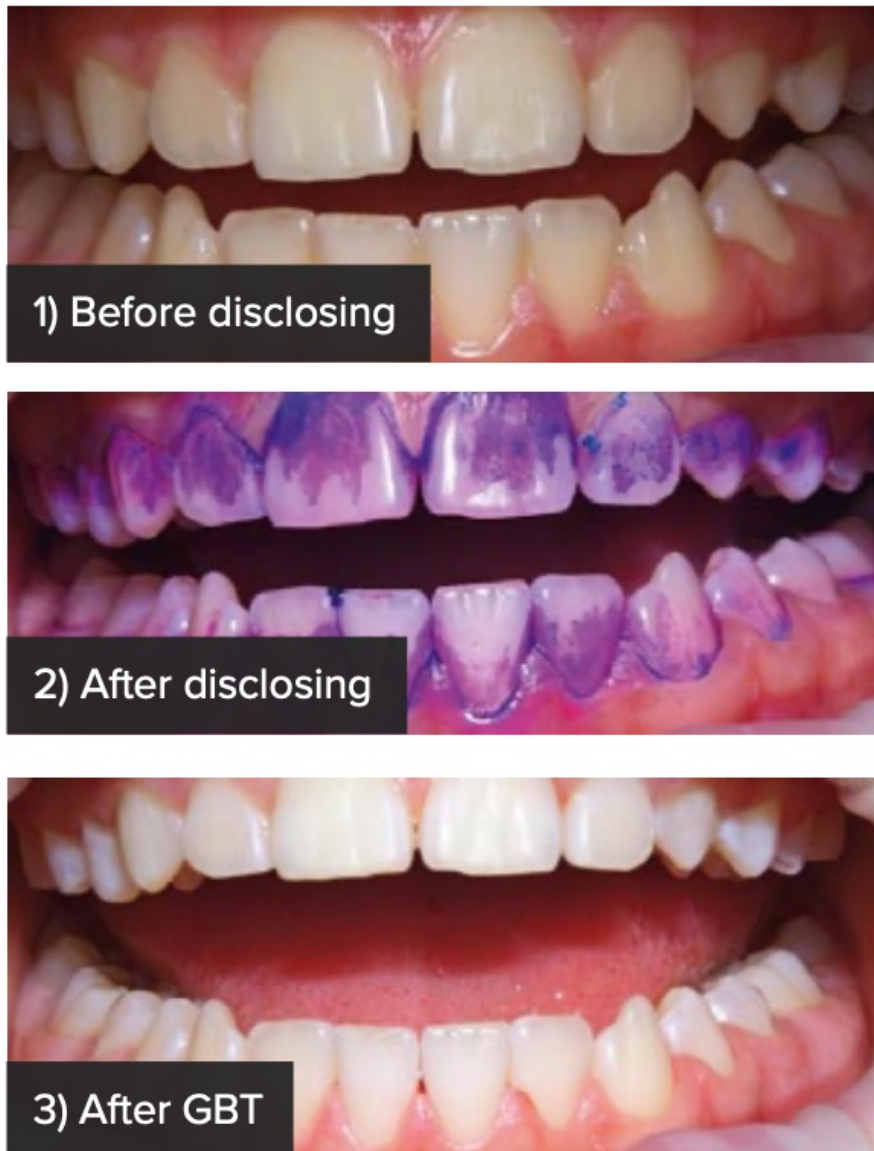 1) Before disclosing
2) After disclosing
3) After GBT